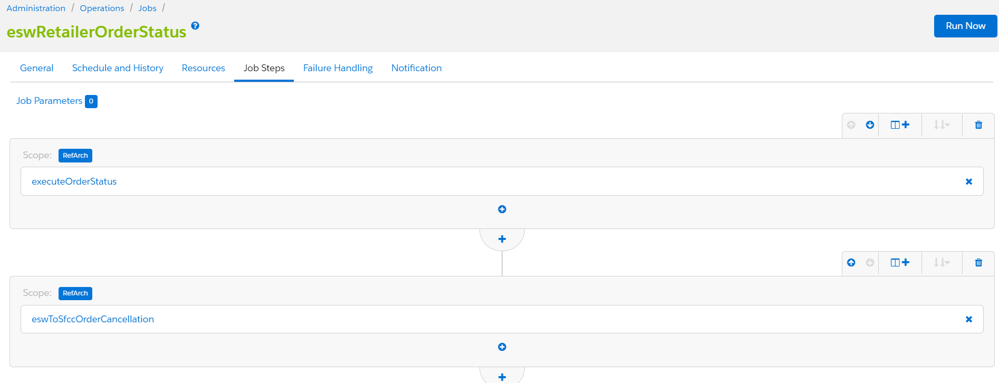 Administration / Operations / Jobs /
eswRetailerOrderStatus ?
Run Now
General Schedule and History Resources Job Steps Failure Handling Notification
Job Parameters 0
Scope: RefArch
executeOrderStatus
Scope: RefArch
eswToSfccOrderCancellation